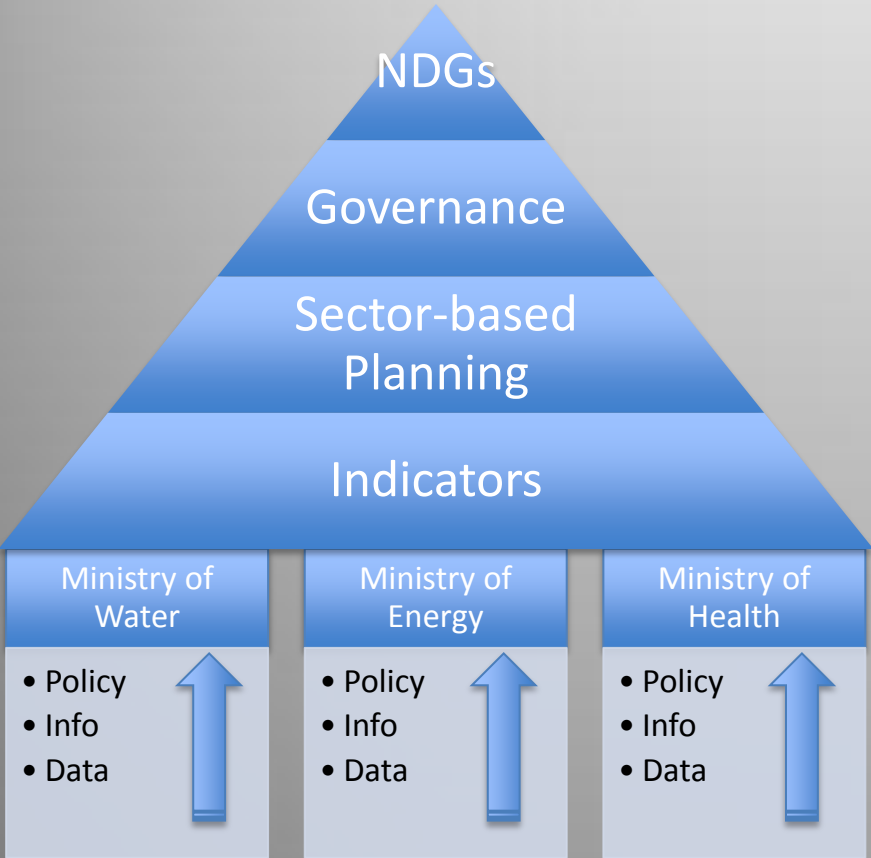 NDGs
Governance
Sector-based
Planning
Indicators
Ministry of
Water
• Policy
• Info
• Data
Ministry of
Energy
• Policy
• Info
• Data
Ministry of
Health
• Policy
• Info
• Data